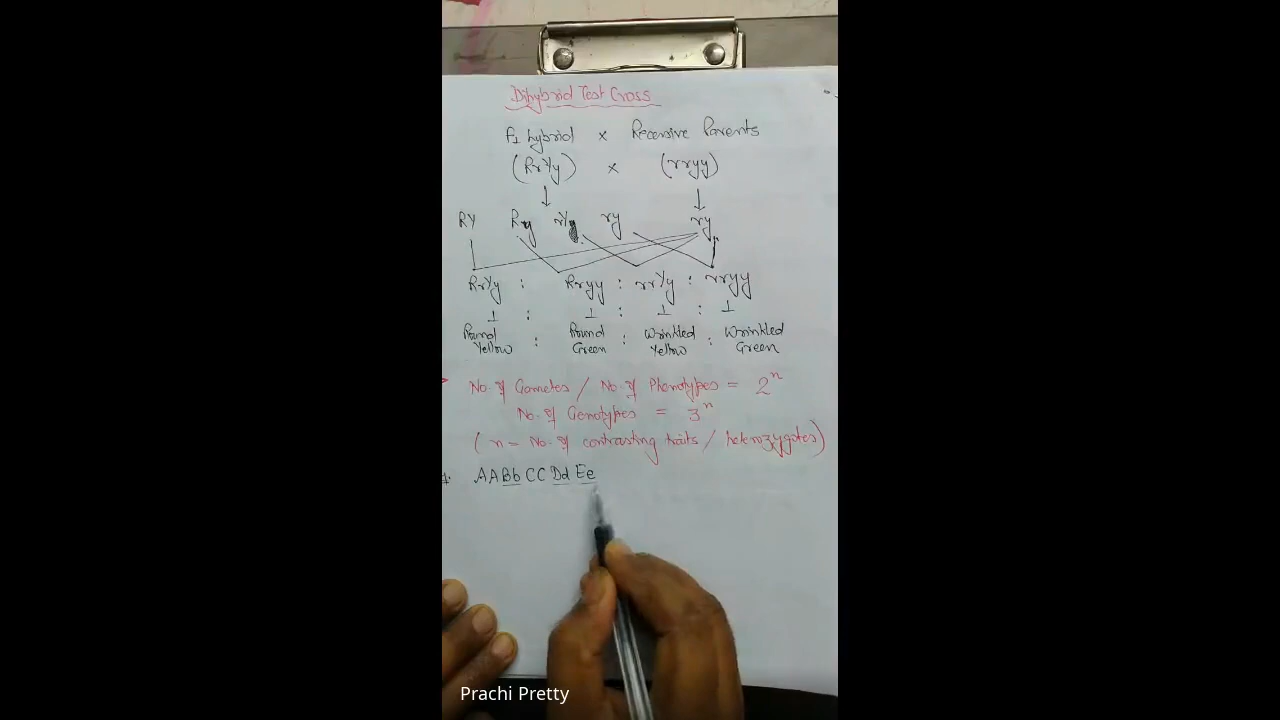 Dihybrid Test Cross
F1 hybrid × Recessive Parents
(RrYy) × (rryy)
RY Ry rY ry ry
RrYy : Rryy : rrYy : rryy
1 : 1 : 1 : 1
Round Yellow : Round Green : Wrinkled Yellow : Wrinkled Green
No. of Gametes / No. of Phenotypes = 2^n
No. of Genotypes = 3^n
(n = No. of contrasting traits / heterozygotes)
AABbCCDdEe
Prachi Pretty